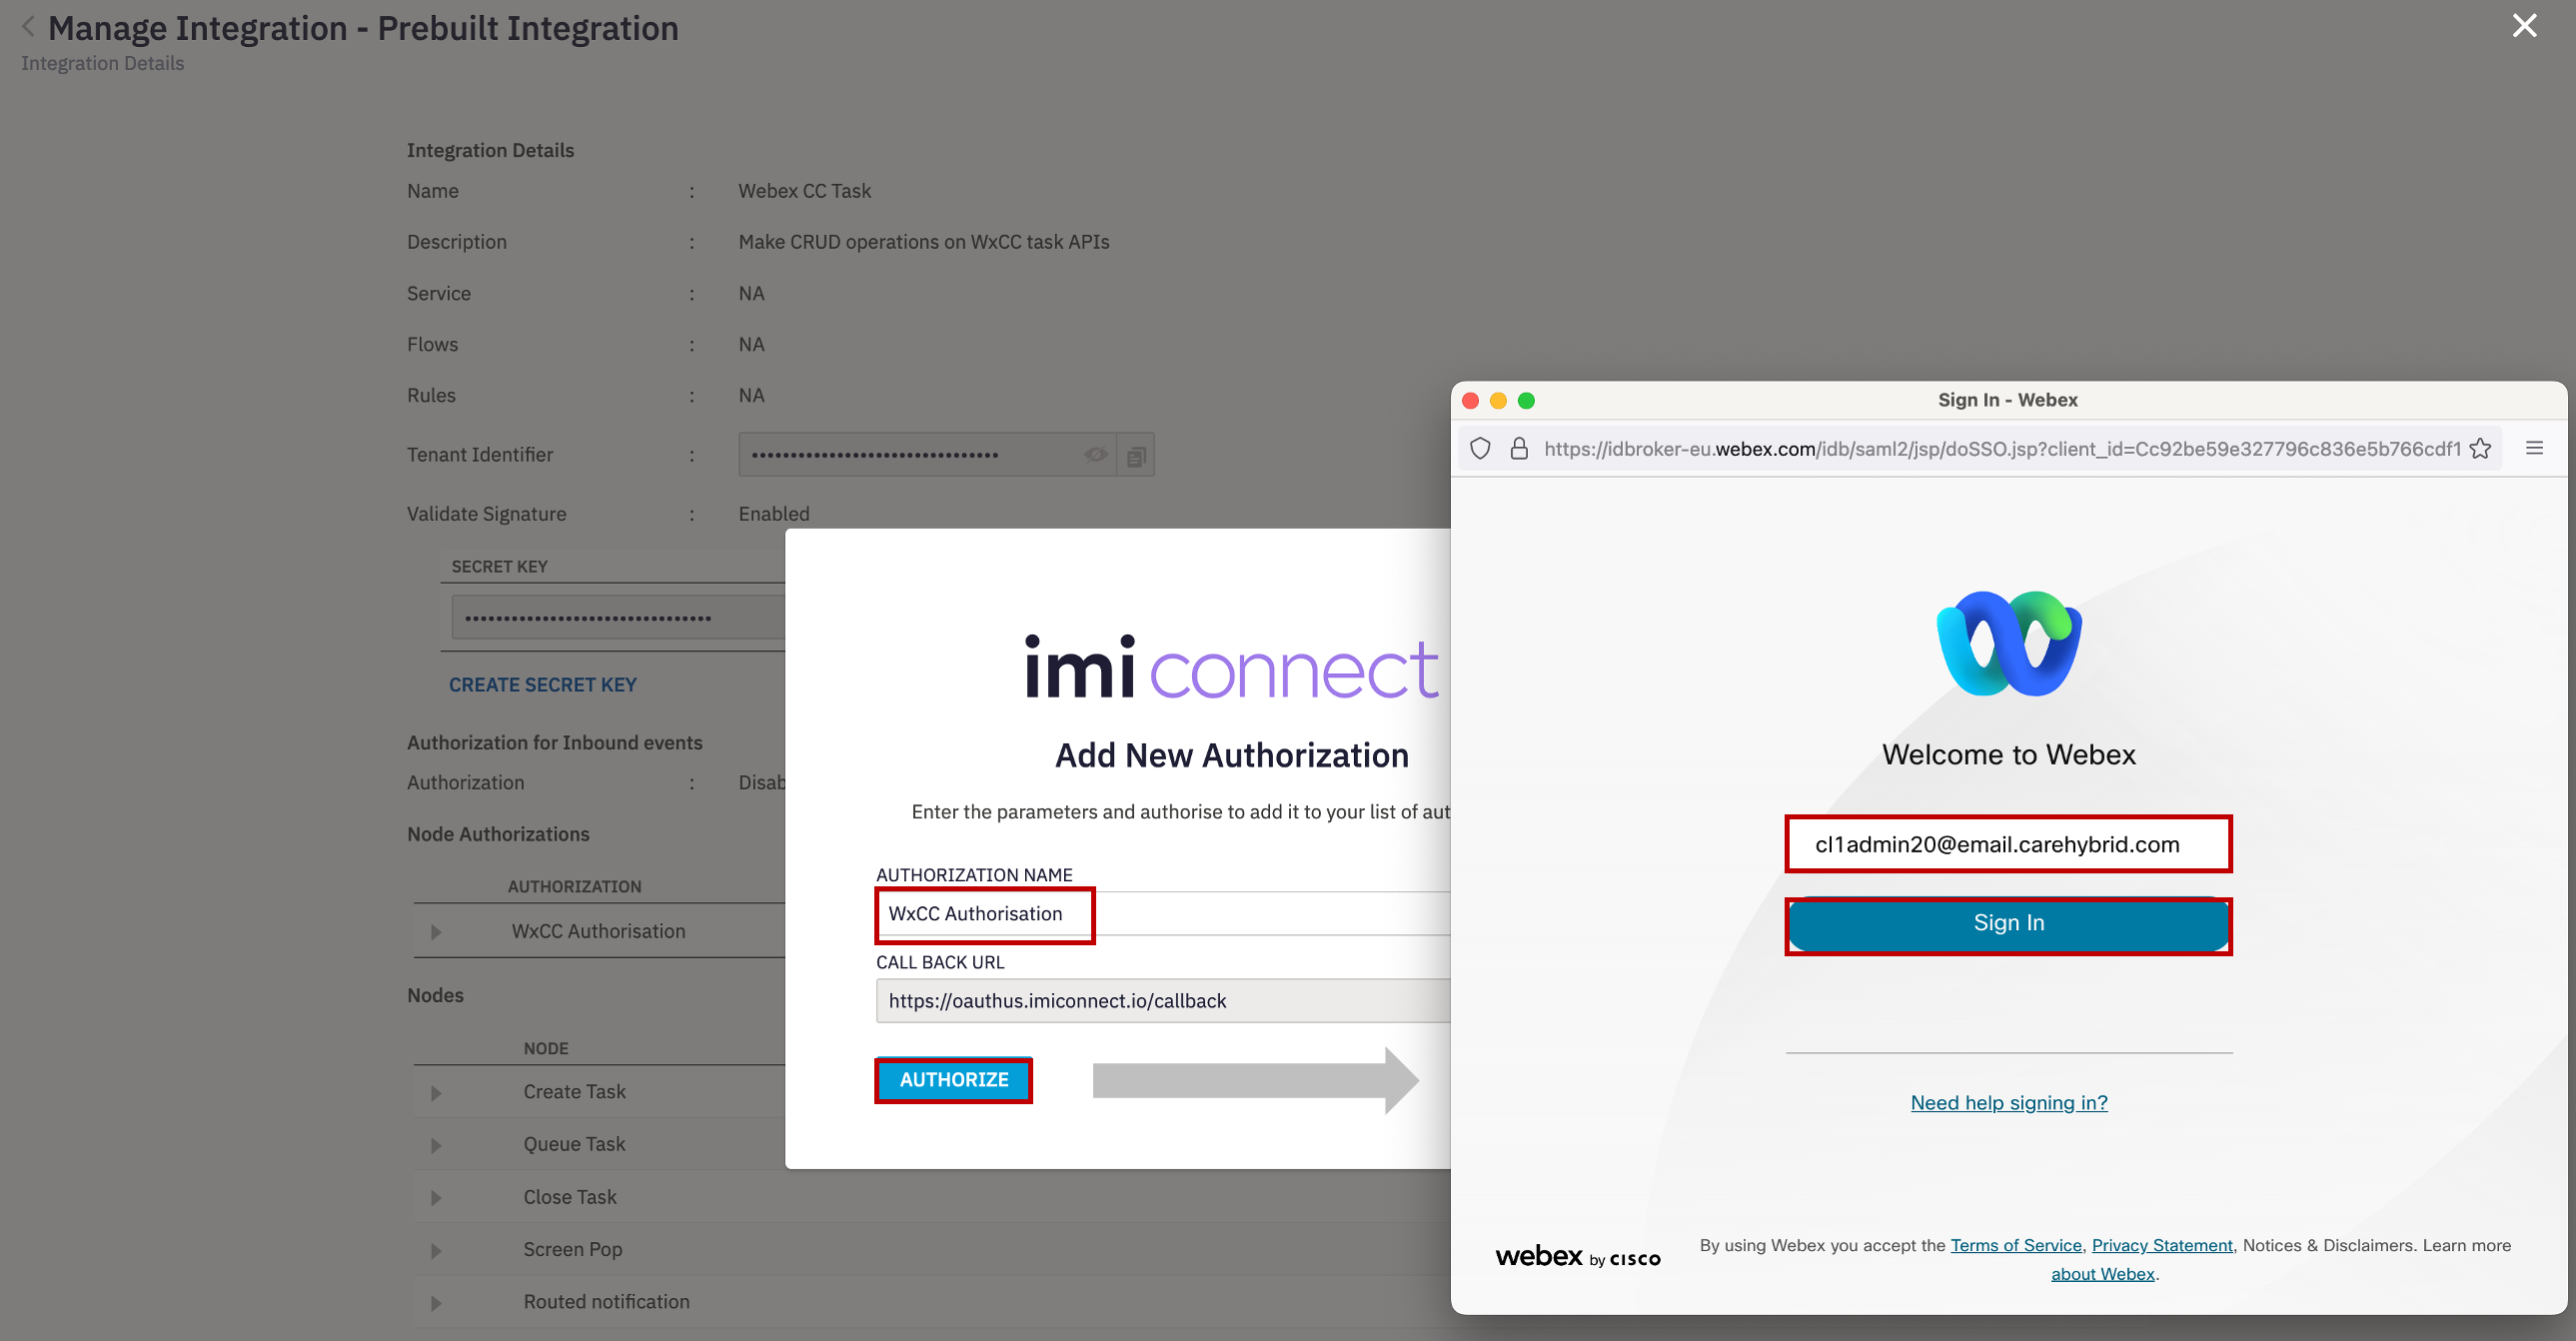 Manage Integration - Prebuilt Integration
Integration Details
Integration Details
Name : Webex CC Task
Description : Make CRUD operations on WxCC task APIs
Service : NA
Flows : NA
Rules : NA
Tenant Identifier :
Validate Signature : Enabled
SECRET KEY
CREATE SECRET KEY
Authorization for Inbound events
Authorization :
Node Authorizations
AUTHORIZATION
WxCC Authorisation
Nodes
NODE
Create Task
Queue Task
Close Task
Screen Pop
Routed notification
imiconnect
Add New Authorization
Enter the parameters and authorise to add it to your list of
AUTHORIZATION NAME
WxCC Authorisation
CALL BACK URL
https://oauthus.imiconnect.io/callback
AUTHORIZE
Sign In - Webex
https://idbroker-eu.webex.com/idb/saml2/jsp/doSSO.jsp?client_id=Cc92be59e327796c836e5b766cdf1
Welcome to Webex
cl1admin20@email.carehybrid.com
Sign In
Need help signing in?
webex by CISCO
By using Webex you accept the Terms of Service, Privacy Statement, Notices & Disclaimers. Learn more
about Webex.